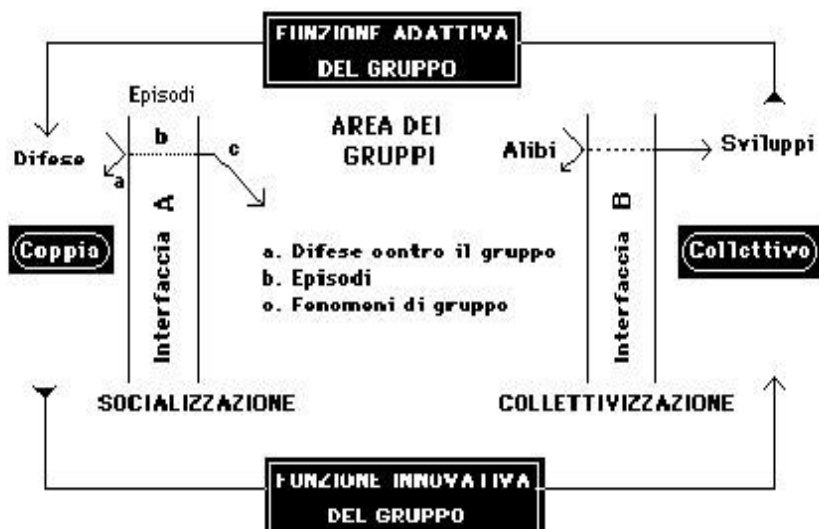 FUNZIONE ADATTIVA
DEL GRUPPO
Episodi
b
AREA DEI
GRUPPI
Difese
a
c
Alibi
Sviluppi
Interfaccia A
Interfaccia B
Coppia
Collettivo
a. Difese contro il gruppo
b. Episodi
c. Fenomeni di gruppo
SOCIALIZZAZIONE
COLLETTIVIZZAZIONE
FUNZIONE INNOVATIVA
DEL GRUPPO